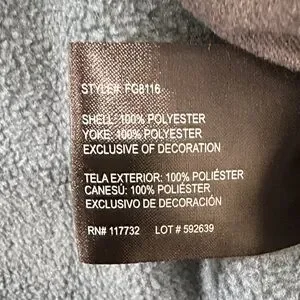 STYLE#: FG8116
SHELL: 100% POLYESTER
YOKE: 100% POLYESTER
EXCLUSIVE OF DECORATION
TELA EXTERIOR: 100% POLIÉSTER
CANESÚ: 100% POLIÉSTER
EXCLUSIVO DE DECORACIÓN
RN# 117732 LOT # 592639